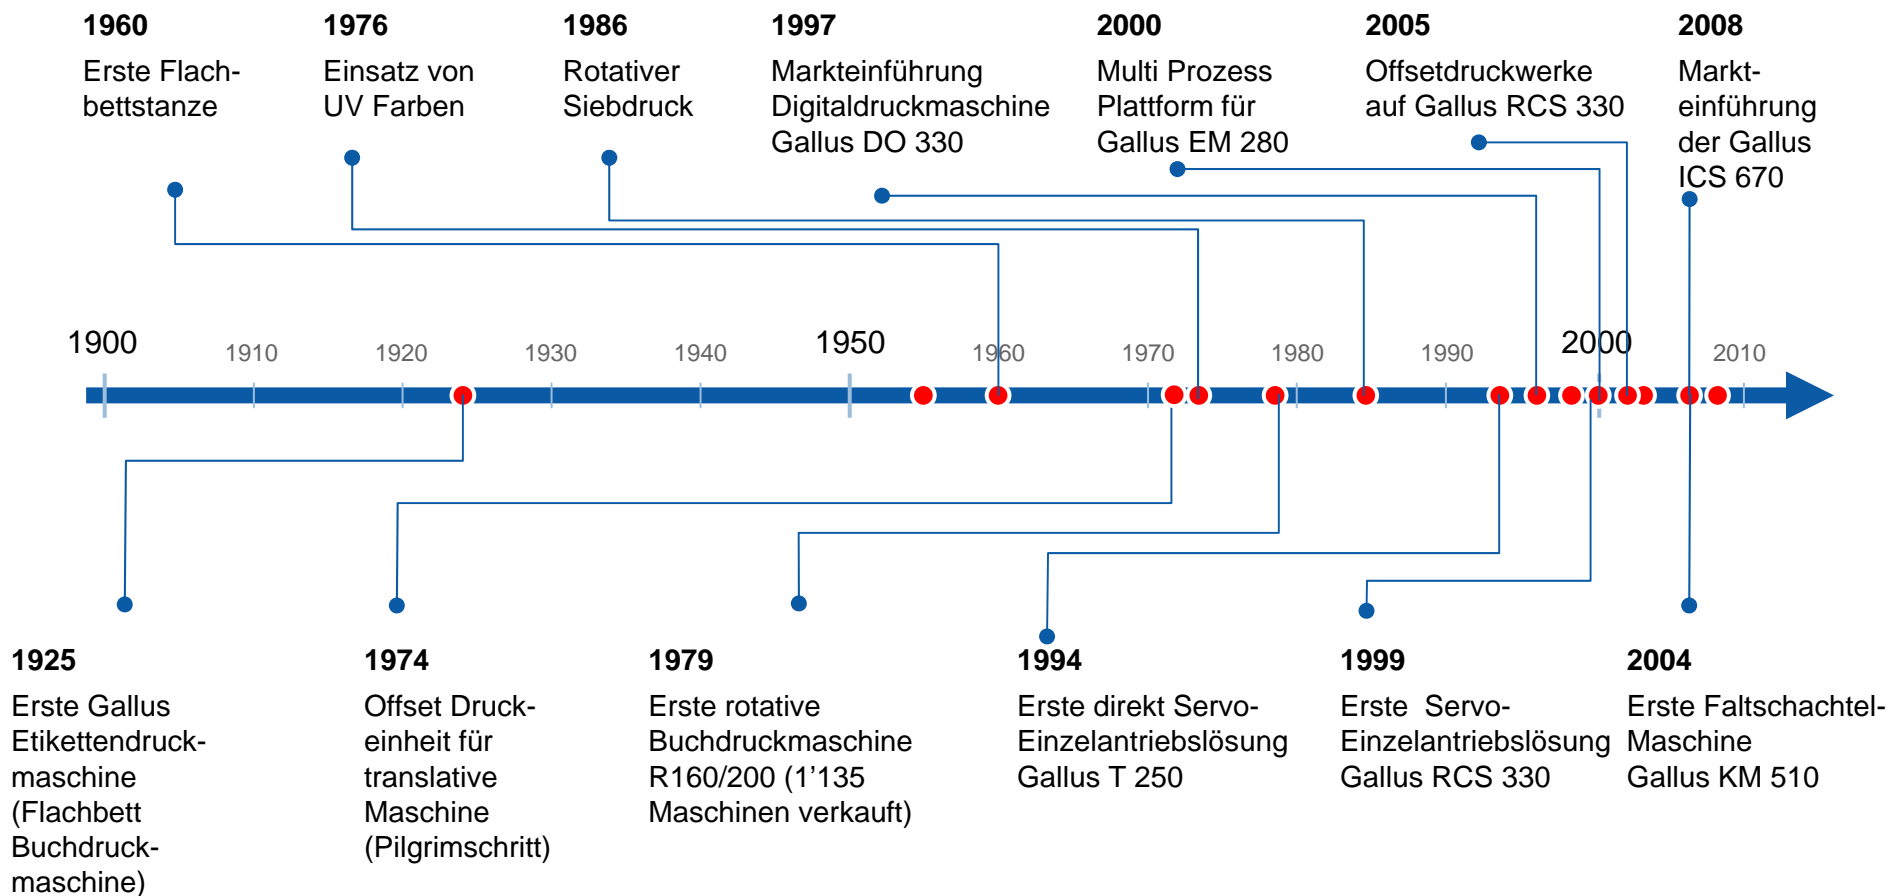 1960
Erste Flach-
bettstanze
1976
Einsatz von
UV Farben
1986
Rotativer
Siebdruck
1997
Markteinführung
Digitaldruckmaschine
Gallus DO 330
2000
Multi Prozess
Plattform für
Gallus EM 280
2005
Offsetdruckwerke
auf Gallus RCS 330
2008
Markt-
einführung
der Gallus
ICS 670
1900
1910
1920
1930
1940
1950
1960
1970
1980
1990
2000
2010
1925
Erste Gallus
Etikettendruck-
maschine
(Flachbett
Buchdruck-
maschine)
1974
Offset Druck-
einheit für
translative
Maschine
(Pilgrimschritt)
1979
Erste rotative
Buchdruckmaschine
R160/200 (1’135
Maschinen verkauft)
1994
Erste direkt Servo-
Einzelantriebslösung
Gallus T 250
1999
Erste  Servo-
Einzelantriebslösung
Gallus RCS 330
2004
Erste Faltschachtel-
Maschine
Gallus KM 510